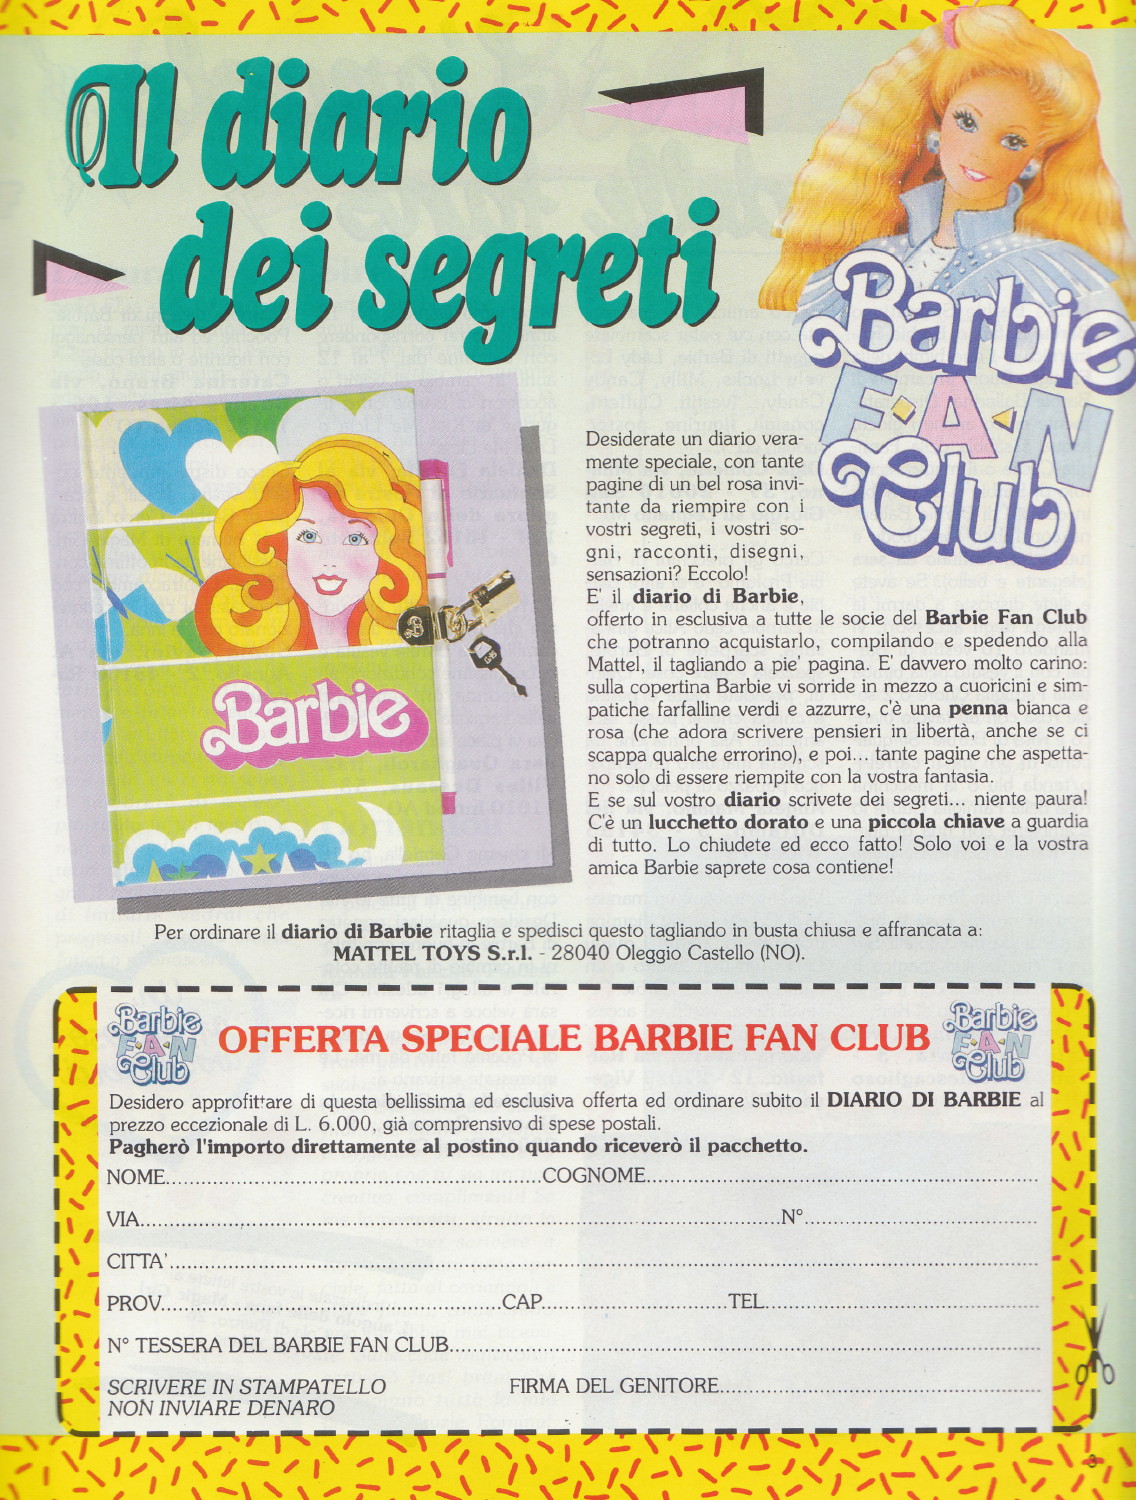 Il diario
dei segreti
Barbie
FAN
Club
Desiderate un diario vera-
mente speciale, con tante
pagine di un bel rosa invi-
tante da riempire con i
vostri segreti, i vostri so-
gni, racconti, disegni,
sensazioni? Eccolo!
E' il diario di Barbie,
offerto in esclusiva a tutte le socie del Barbie Fan Club
che potranno acquistarlo, compilando e spedendo alla
Mattel, il tagliando a pie' pagina. E' davvero molto carino:
sulla copertina Barbie vi sorride in mezzo a cuoricini e sim-
patiche farfalline verdi e azzurre, c'è una penna bianca e
rosa (che adora scrivere pensieri in libertà, anche se ci
scappa qualche errorino), e poi... tante pagine che aspetta-
no solo di essere riempite con la vostra fantasia.
E se sul vostro diario scrivete dei segreti... niente paura!
C'è un lucchetto dorato e una piccola chiave a guardia
di tutto. Lo chiudete ed ecco fatto! Solo voi e la vostra
amica Barbie saprete cosa contiene!
Barbie
B
Per ordinare il diario di Barbie ritaglia e spedisci questo tagliando in busta chiusa e affrancata a:
MATTEL TOYS S.r.l. - 28040 Oleggio Castello (NO).
Barbie
FAN
Club
OFFERTA SPECIALE BARBIE FAN CLUB
Barbie
FAN
Club
Desidero approfittare di questa bellissima ed esclusiva offerta ed ordinare subito il DIARIO DI BARBIE al
prezzo eccezionale di L. 6.000, già comprensivo di spese postali.
Pagherò l'importo direttamente al postino quando riceverò il pacchetto.
NOME................COGNOME................
VIA................N°................
CITTA'................
PROV................CAP................TEL................
N° TESSERA DEL BARBIE FAN CLUB................
SCRIVERE IN STAMPATELLO FIRMA DEL GENITORE................
NON INVIARE DENARO
3